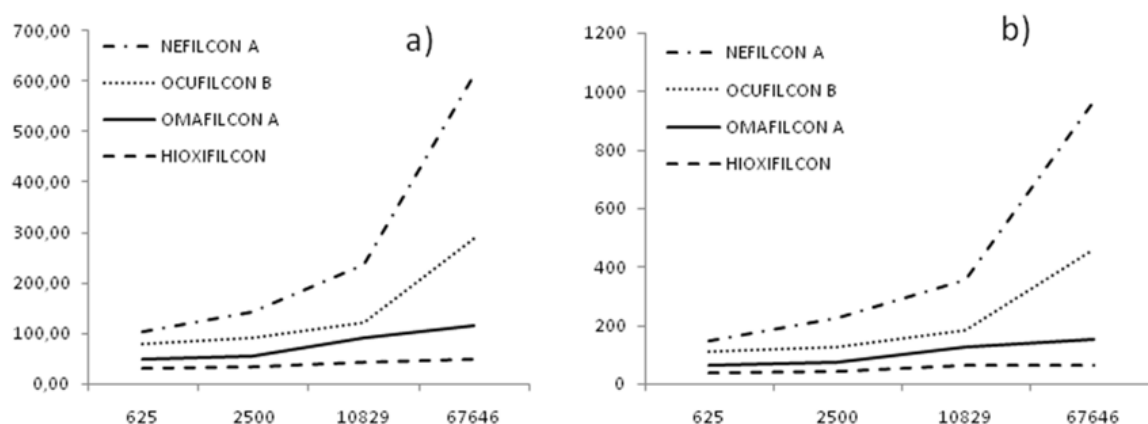 a)
700,00
600,00
500,00
400,00
300,00
200,00
100,00
0,00
NEFILCON A
OCUFILCON B
OMAFILCON A
HIOXIFILCON
625 2500 10829 67646
b)
1200
1000
800
600
400
200
0
NEFILCON A
OCUFILCON B
OMAFILCON A
HIOXIFILCON
625 2500 10829 67646